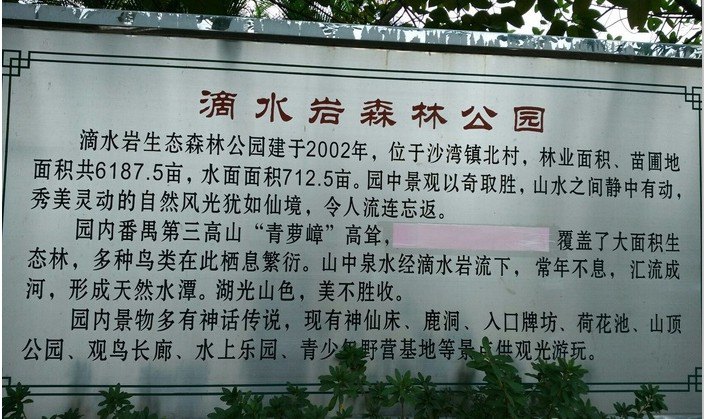 滴水岩森林公园
滴水岩生态森林公园建于2002年，位于沙湾镇北村，林业面积、苗圃地
面积共6187.5亩，水面面积712.5亩。园中景观以奇取胜，山水之间静中有动，
秀美灵动的自然风光犹如仙境，令人流连忘返。
园内番禺第三高山“青萝嶂”高耸，覆盖了大面积生
态林，多种鸟类在此栖息繁衍。山中泉水经滴水岩流下，常年不息，汇流成
河，形成天然水潭。湖光山色，美不胜收。
园内景物多有神话传说，现有神仙床、鹿洞、入口牌坊、荷花池、山顶
公园、观鸟长廊、水上乐园、青少年野营基地等景点供观光游玩。